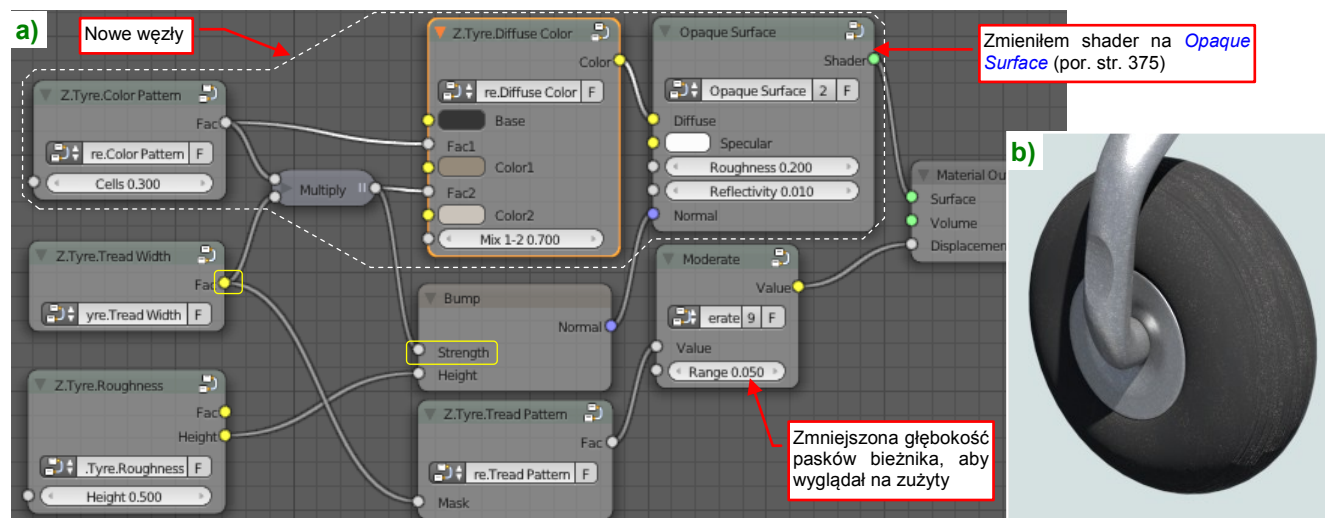 a)
Nowe węzły
Z.Tyre.Diffuse Color
Color
re.Diffuse Color F
Base
Fac1
Color1
Fac2
Color2
Mix 1-2 0.700
Opaque Surface
Shader
Opaque Surface 2 F
Diffuse
Specular
Roughness 0.200
Reflectivity 0.010
Normal
Zmieniłem shader na Opaque
Surface (por. str. 375)
Z.Tyre.Color Pattern
Fac
re.Color Pattern F
Cells 0.300
Multiply
Material Ou
Surface
Volume
Displacemen
b)
Z.Tyre.Tread Width
Fac
yre.Tread Width F
Bump
Normal
Strength
Height
Moderate
Value
erate 9 F
Value
Range 0.050
Z.Tyre.Roughness
Fac
Height
.Tyre.Roughness F
Height 0.500
Z.Tyre.Tread Pattern
Fac
re.Tread Pattern F
Mask
Zmniejszona głębokość
pasków bieżnika, aby
wyglądał na zużyty